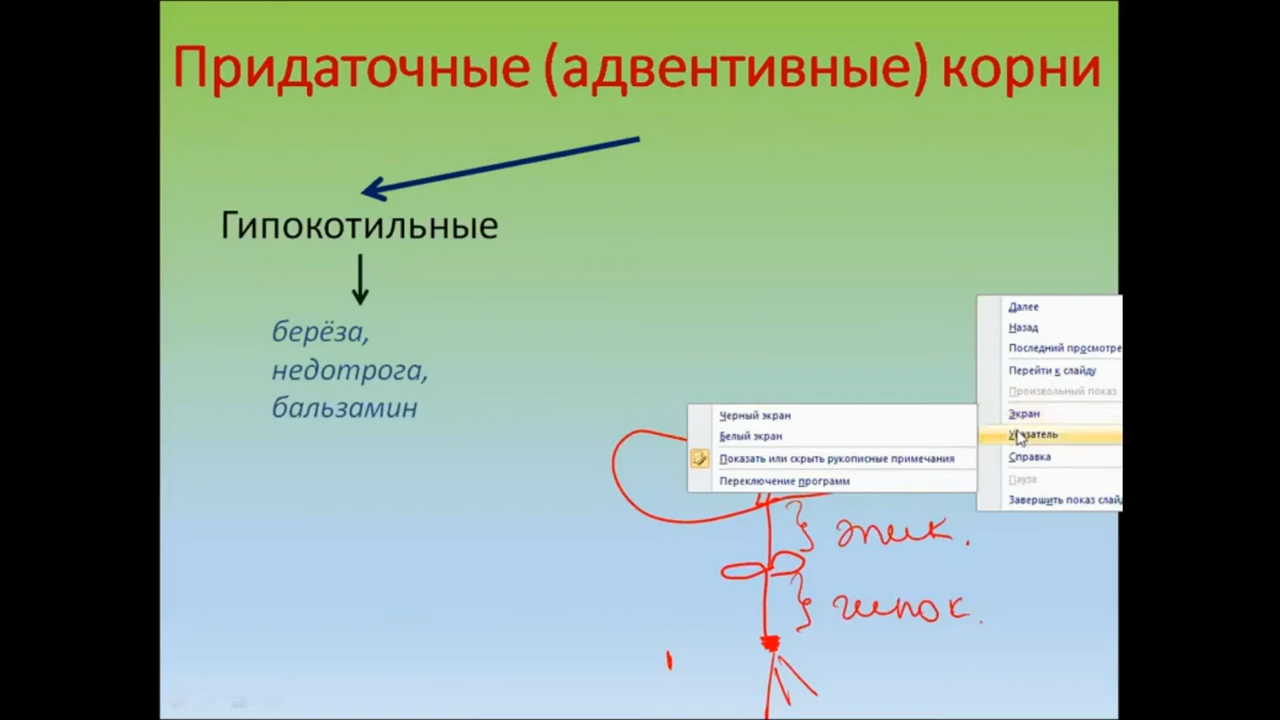 Придаточные (адвентивные) корни
Гипокотильные
берёза,
недотрога,
бальзамин
Далее
Назад
Последний просмотре
Перейти к слайду
Произвольный показ
Экран
Указатель
Справка
Пауза
Завершить показ слай
Черный экран
Белый экран
Показать или скрыть рукописные примечания
Переключение программ
эпик.
гипок.